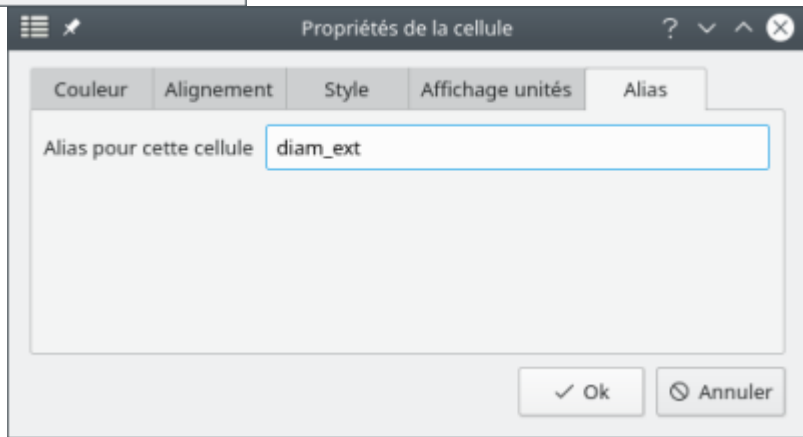 Propriétés de la cellule
Couleur Alignement Style Affichage unités Alias
Alias pour cette cellule diam_ext
Ok Annuler